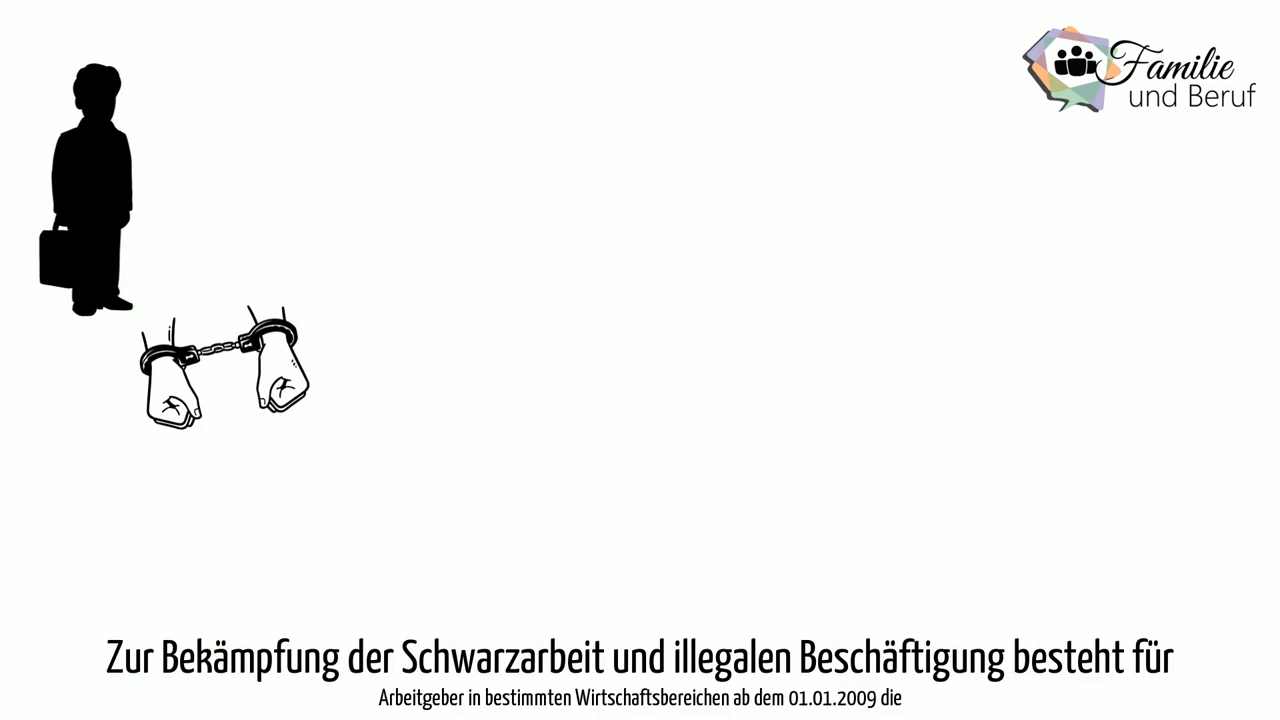 Familie
und Beruf
Zur Bekämpfung der Schwarzarbeit und illegalen Beschäftigung besteht für
Arbeitgeber in bestimmten Wirtschaftsbereichen ab dem 01.01.2009 die